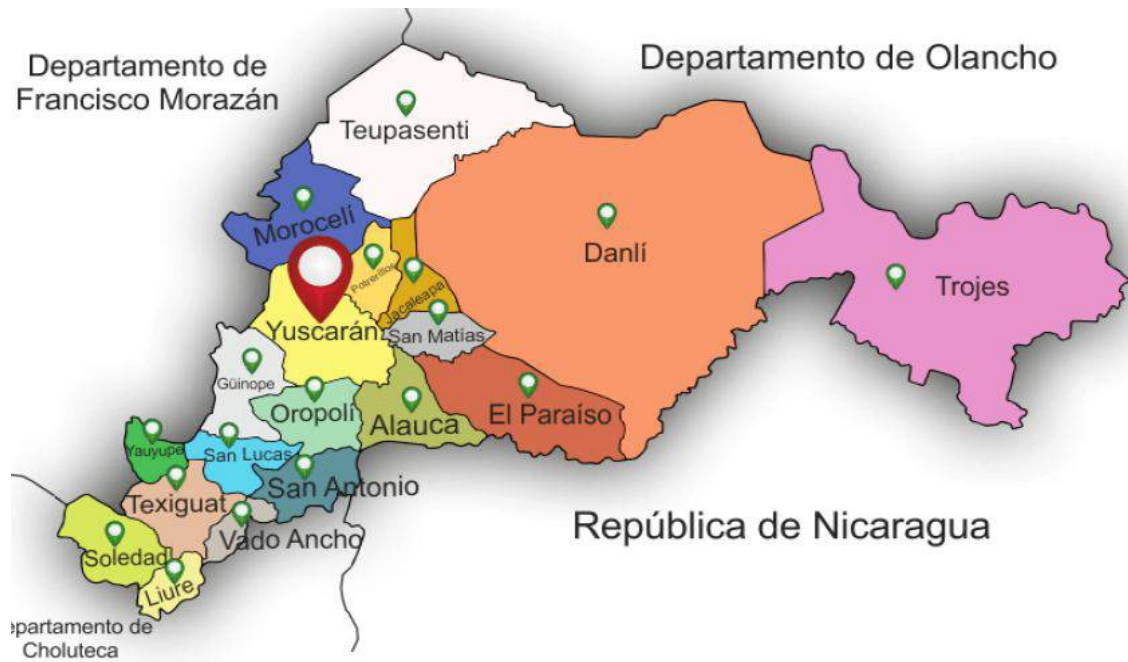 Departamento de
Francisco Morazán
Departamento de Olancho
Teupasenti
Morocelí
Danlí
Potrerillos
Jacaleapa
Trojes
Yuscarán
San Matías
Güinope
Oropolí
Alauca
El Paraíso
Yauyupe
San Lucas
San Antonio
Texiguat
Vado Ancho
República de Nicaragua
Soledad
Liure
epartamento de
Choluteca